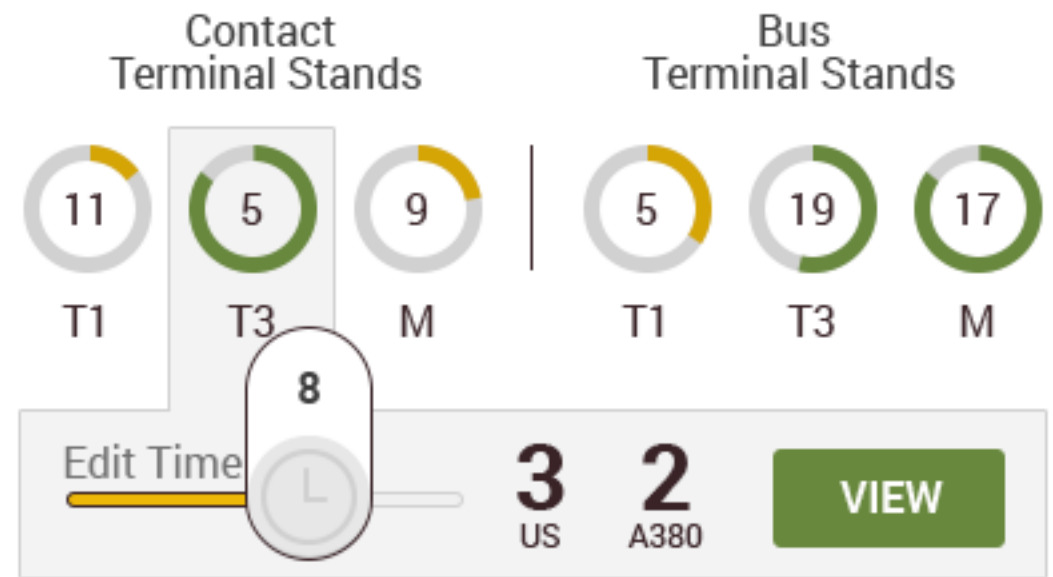 Contact
Terminal Stands
Bus
Terminal Stands
11
5
9
5
19
17
T1
T3
M
T1
T3
M
8
Edit Time
3
US
2
A380
VIEW